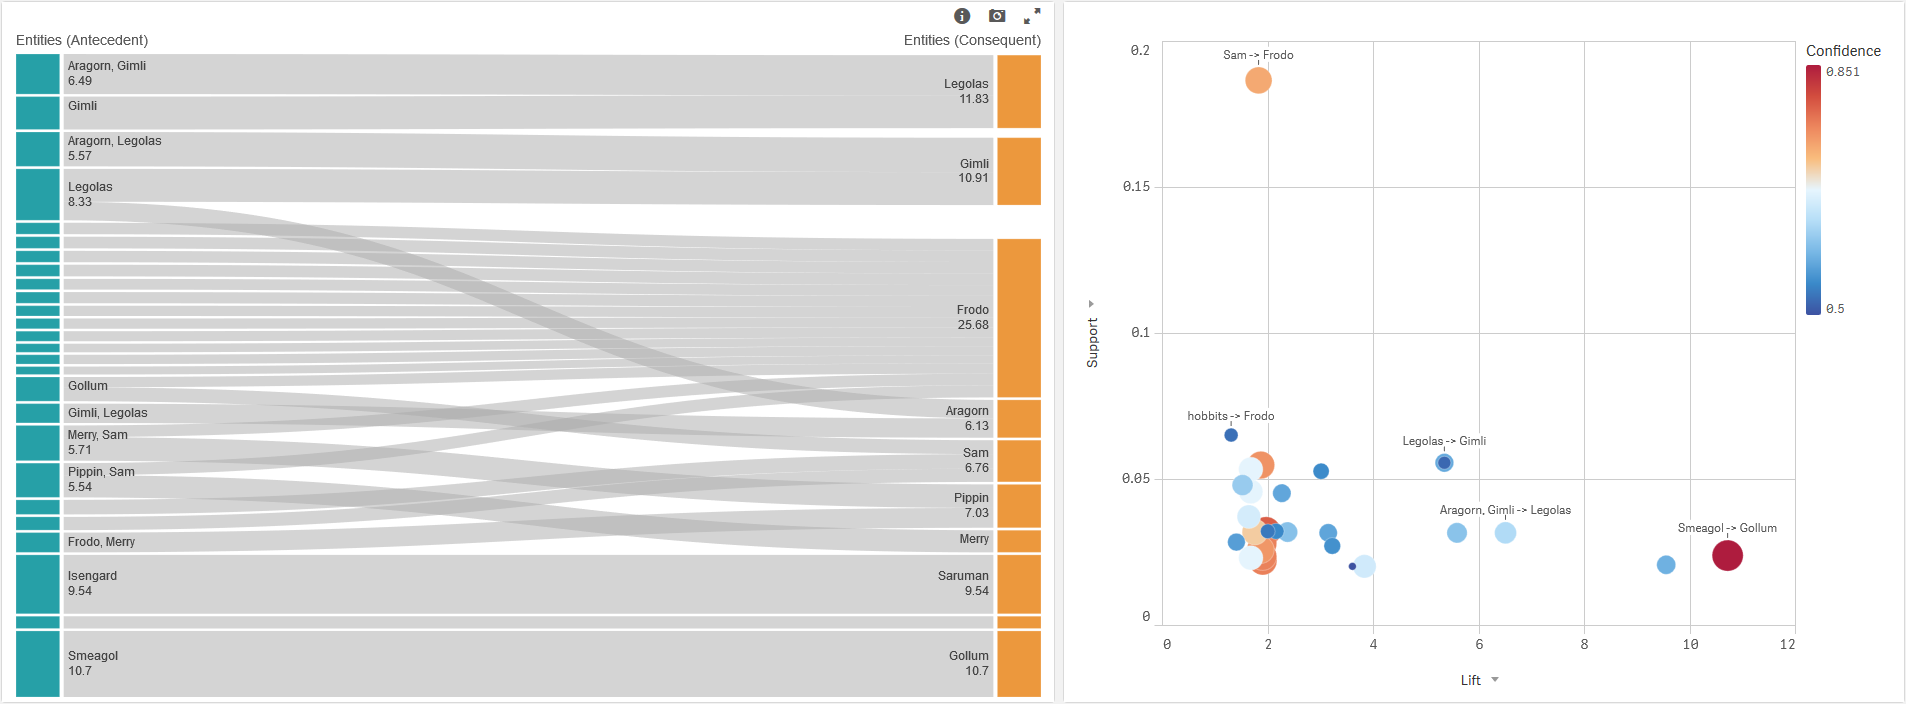 Entities (Antecedent)
Entities (Consequent)
Aragorn, Gimli
6.49
Gimli
Aragorn, Legolas
5.57
Legolas
8.33
Gollum
Gimli, Legolas
Merry, Sam
5.71
Pippin, Sam
5.54
Frodo, Merry
Isengard
9.54
Smeagol
10.7
Legolas
11.83
Gimli
10.91
Frodo
25.68
Aragorn
6.13
Sam
6.76
Pippin
7.03
Merry
Saruman
9.54
Gollum
10.7
Support
0.2
0.15
0.1
0.05
0
Sam -> Frodo
hobbits -> Frodo
Legolas -> Gimli
Aragorn, Gimli -> Legolas
Smeagol -> Gollum
0 2 4 6 8 10 12
Lift
Confidence
0.851
0.5